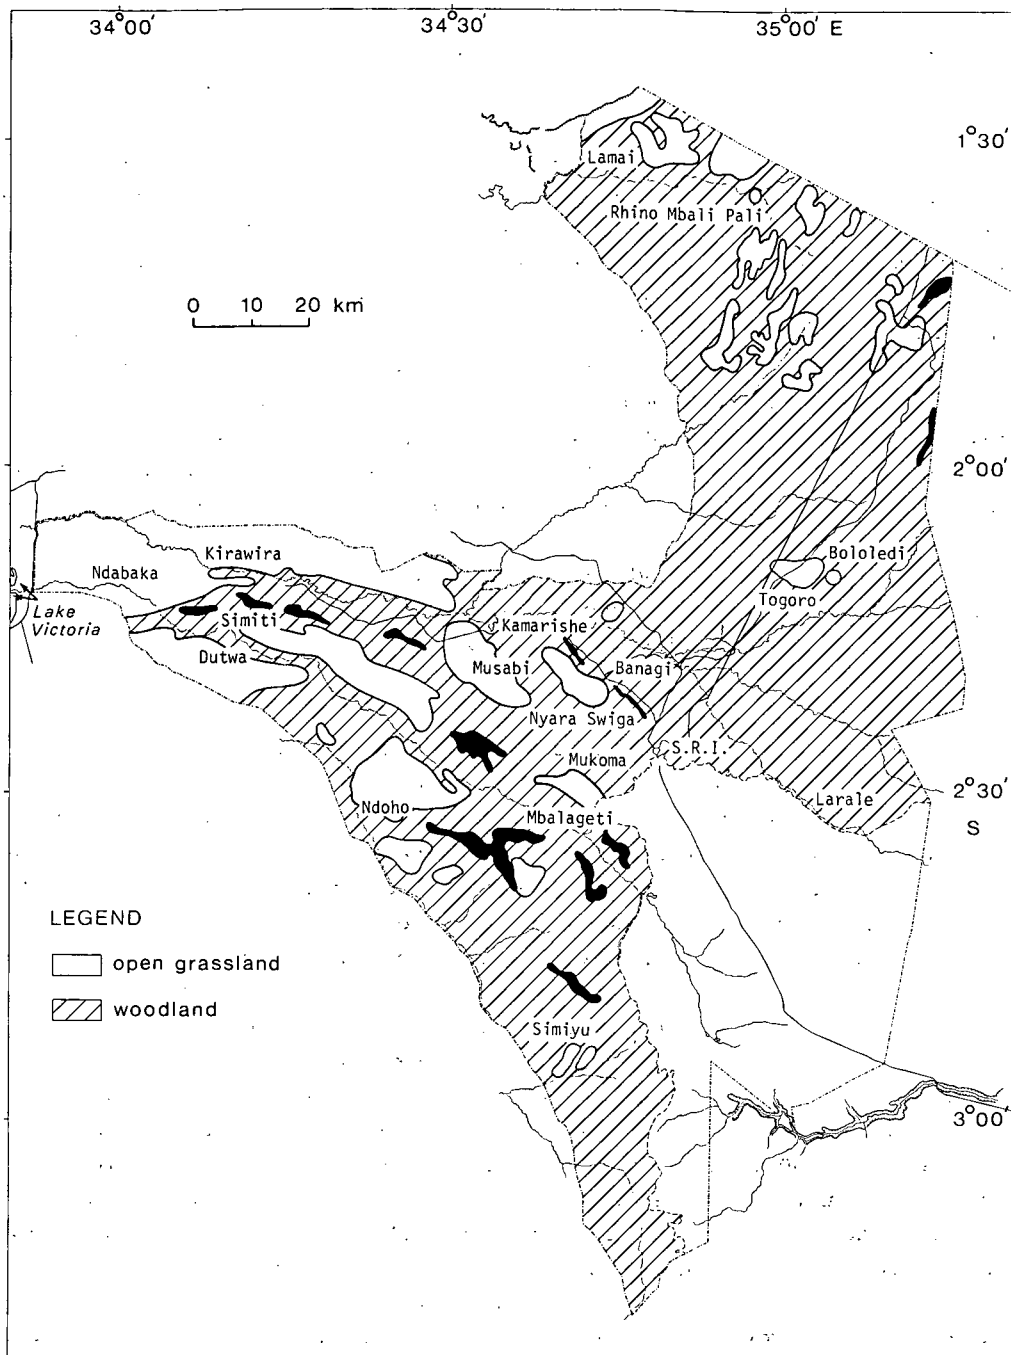 34°00'
34°30'
35°00' E
1°30'
Lamai
Rhino Mbali Pali
0 10 20 km
2°00'
Kirawira
Bololedi
Ndabaka
Togoro
Lake
Victoria
Simiti
Kamarishe
Dutwa
Musabi
Banagi
Nyara Swiga
S.R.I.
Mukoma
2°30'
S
Ndoho
Mbalageti
Larale
LEGEND
open grassland
woodland
Simiyu
3°00'